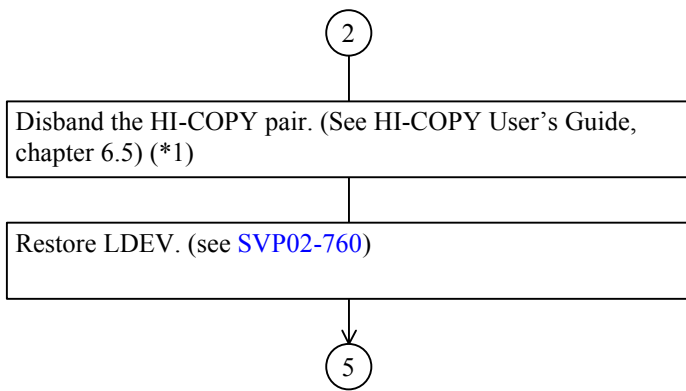 2
Disband the HI-COPY pair. (See HI-COPY User's Guide,
chapter 6.5) (*1)
Restore LDEV. (see SVP02-760)
5